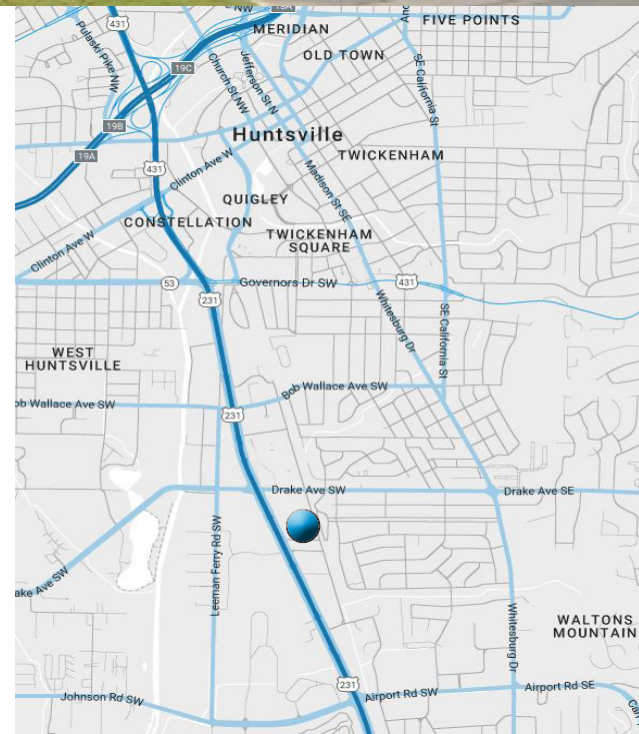 NW
19A
431
MERIDIAN
FIVE POINTS
Pulaski Pike NW
OLD TOWN
19C
Church St NW
Jefferson St N
SE California St
19B
Huntsville
19A
TWICKENHAM
431
Clinton Ave W
Madison St SE
QUIGLEY
CONSTELLATION
TWICKENHAM
SQUARE
Clinton Ave W
53
Governors Dr SW
431
231
Whitesburg Dr
SE California St
WEST
HUNTSVILLE
Bob Wallace Ave SW
ob Wallace Ave SW
231
Drake Ave SW
Drake Ave SE
Leeman Ferry Rd SW
ake Ave SW
Whitesburg Dr
WALTONS
MOUNTAIN
231
Johnson Rd SW
Airport Rd SW
Airport Rd SE